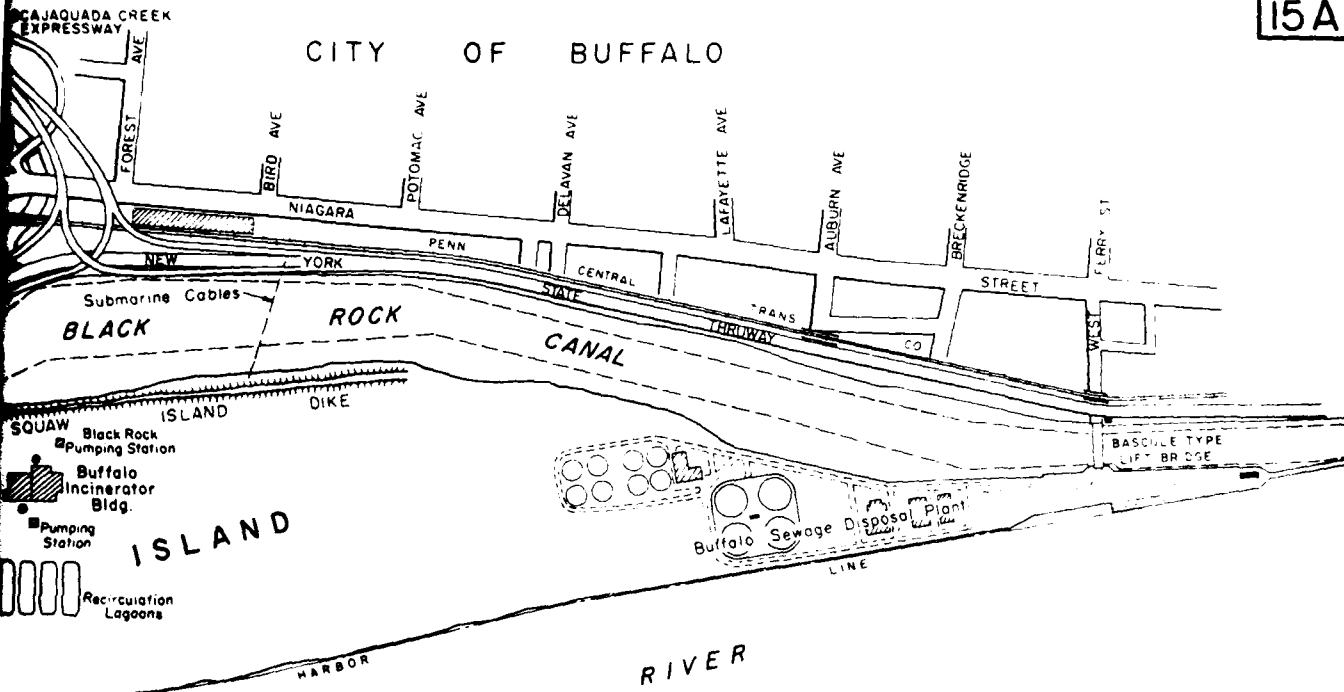 CAJAQUADA CREEK
EXPRESSWAY
15A
CITY OF BUFFALO
FOREST AVE
BIRD AVE
POTOMAC AVE
DELAVAN AVE
LAFAYETTE AVE
AUBURN AVE
BRECKENRIDGE
WEST FERRY ST
NIAGARA STREET
PENN CENTRAL TRANS CO
NEW YORK STATE THRUWAY
Submarine Cables
BLACK ROCK CANAL
BASCULE TYPE
LIFT BRIDGE
SQUAW ISLAND DIKE
Black Rock
Pumping Station
Buffalo
Incinerator
Bldg.
Pumping
Station
ISLAND
Recirculation
Lagoons
Buffalo Sewage Disposal Plant
HARBOR LINE
RIVER